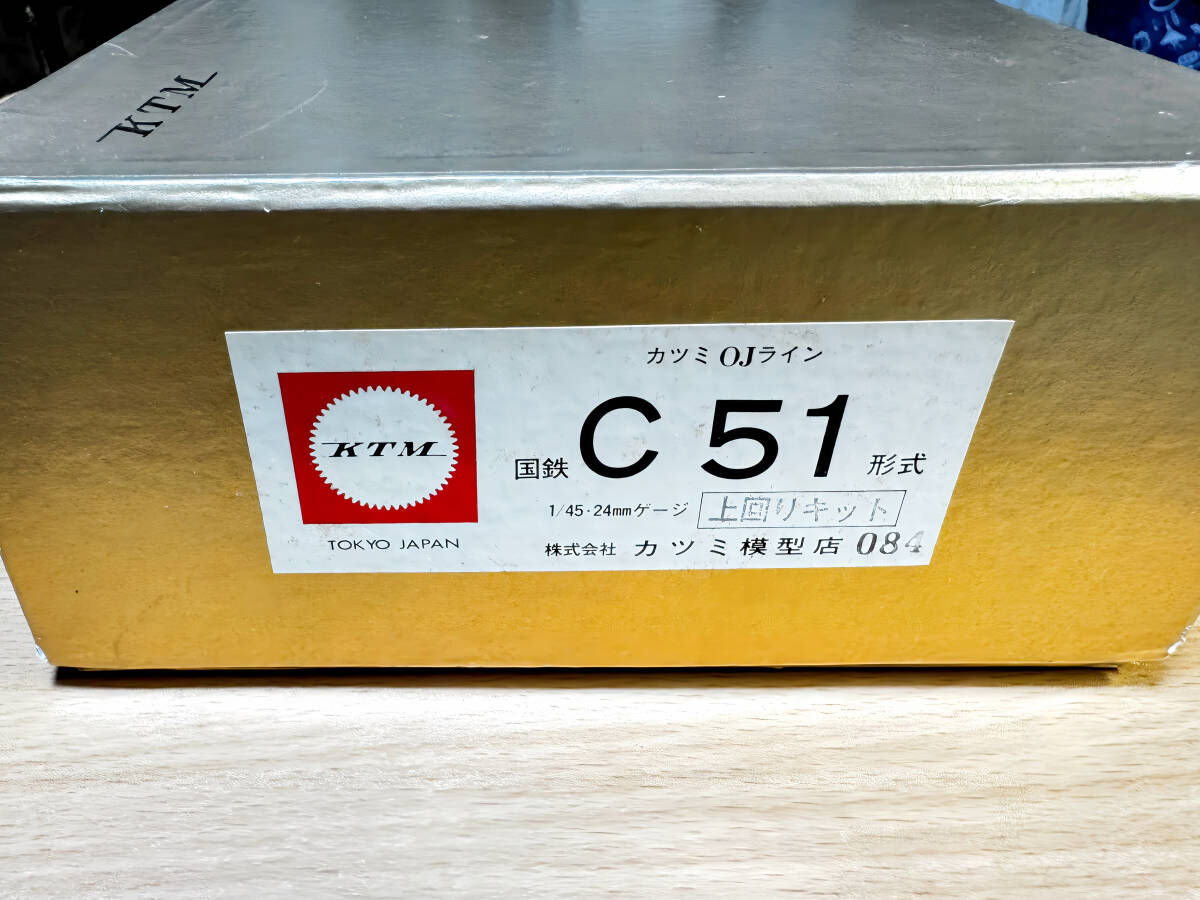 KTM
カツミ OJライン
国鉄 C 51 形式
KTM
1/45・24mmゲージ 上回りキット
TOKYO JAPAN
株式会社 カツミ模型店 084